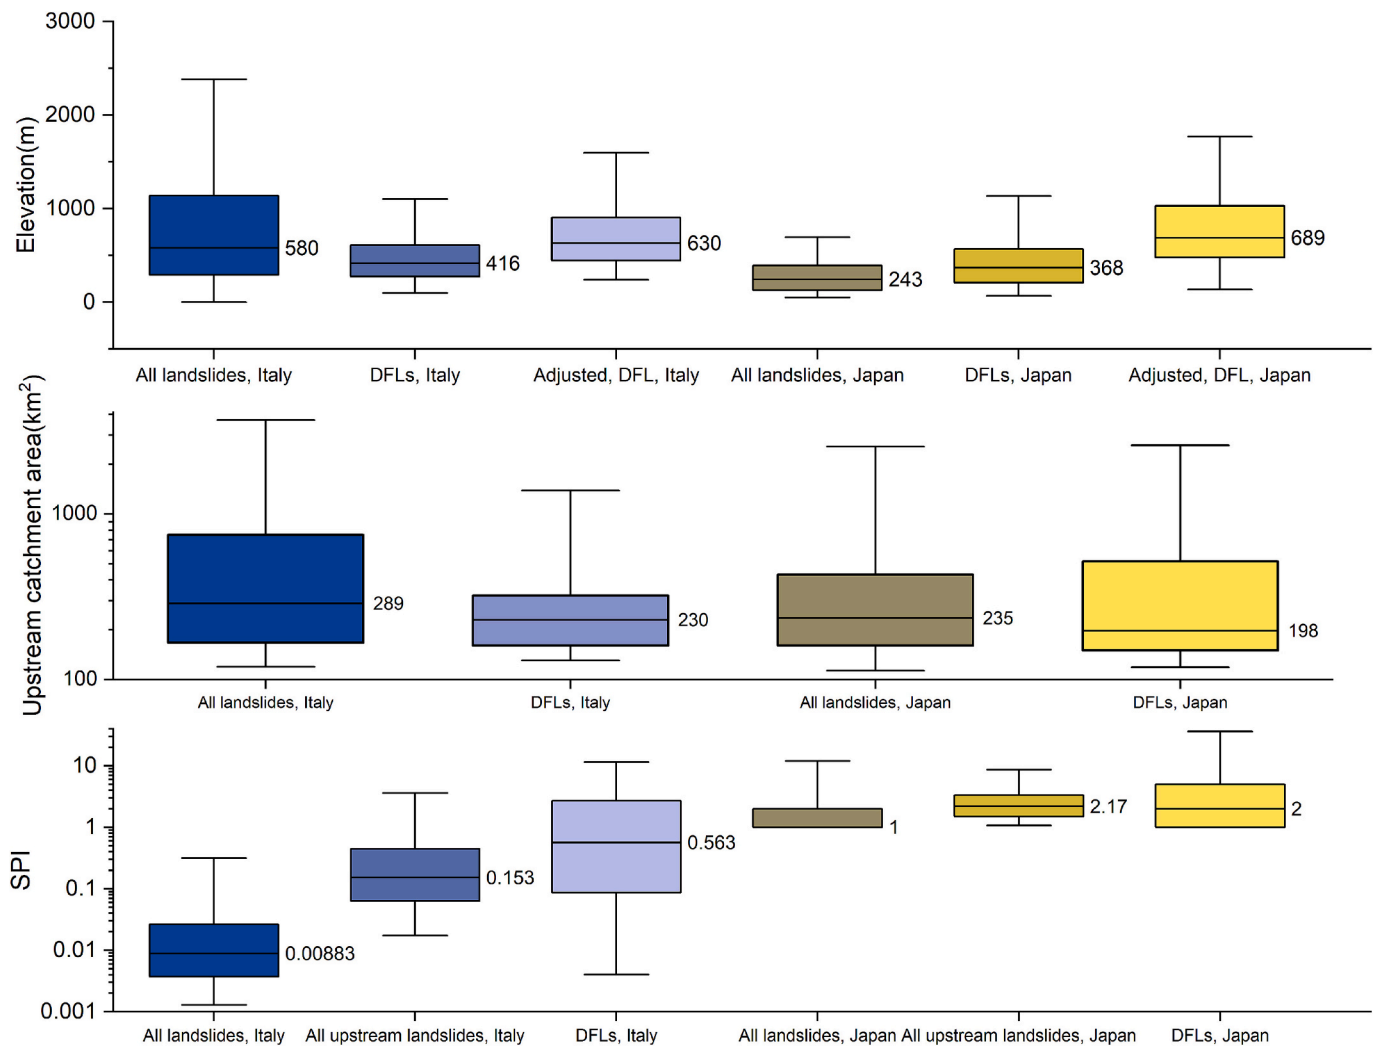 3000
2000
1000
0
Elevation(m)
580
416
630
243
368
689
All landslides, Italy
DFLs, Italy
Adjusted, DFL, Italy
All landslides, Japan
DFLs, Japan
Adjusted, DFL, Japan
Upstream catchment area(km²)
1000
100
289
230
235
198
All landslides, Italy
DFLs, Italy
All landslides, Japan
DFLs, Japan
SPI
10
1
0.1
0.01
0.001
0.00883
0.153
0.563
1
2.17
2
All landslides, Italy
All upstream landslides, Italy
DFLs, Italy
All landslides, Japan
All upstream landslides, Japan
DFLs, Japan